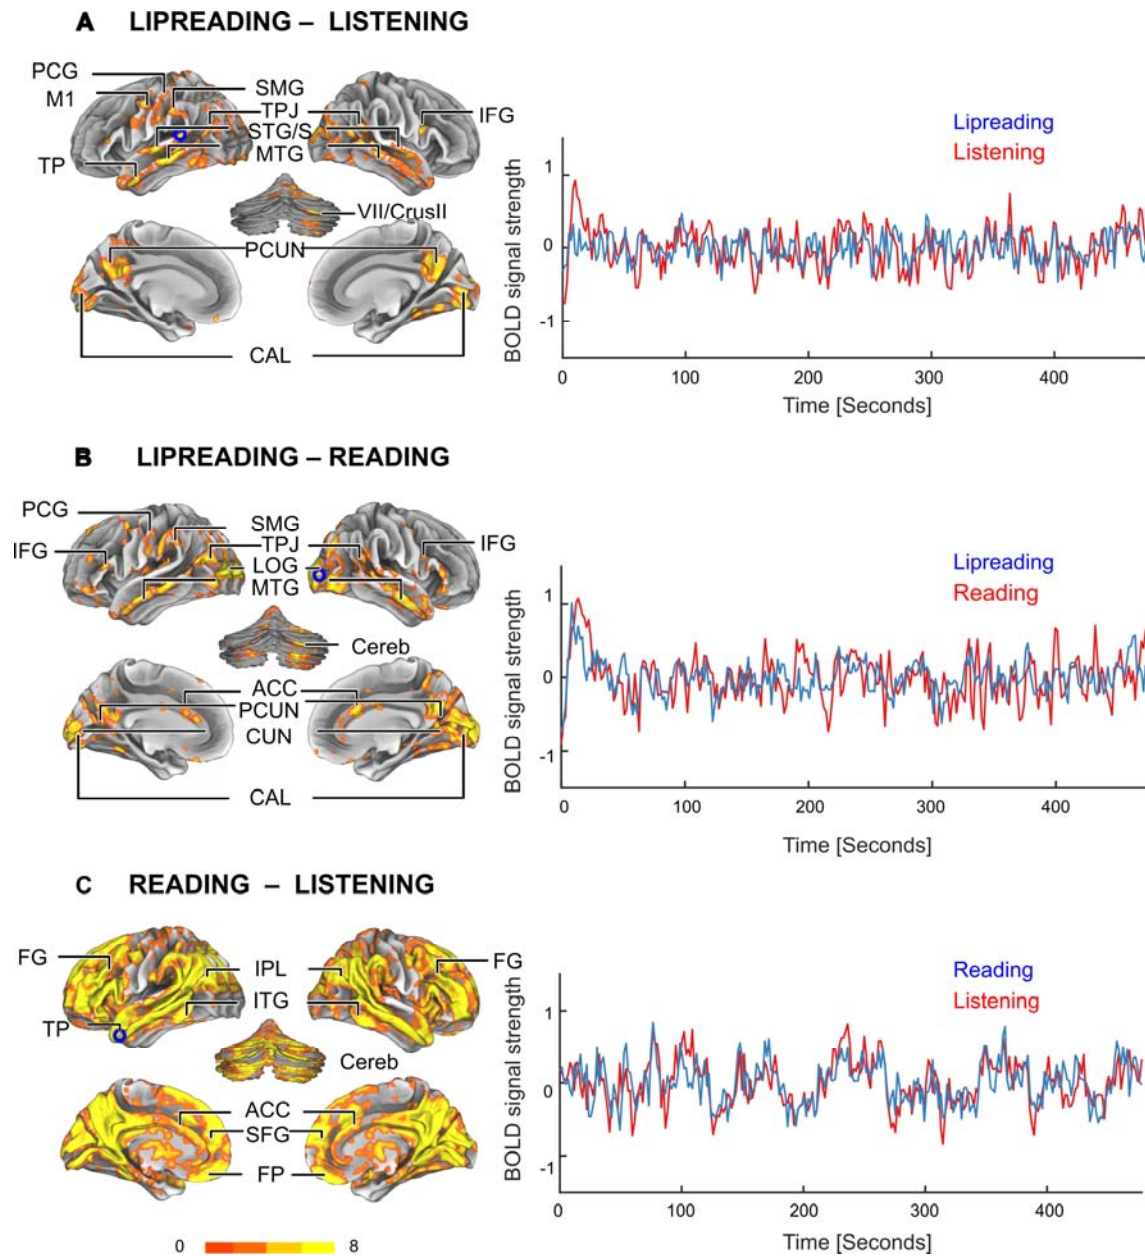 A LIPREADING – LISTENING
PCG
M1
TP
SMG
TPJ
STG/S
MTG
IFG
VII/CrusII
PCUN
CAL
Lipreading
Listening
BOLD signal strength
1
0
-1
0 100 200 300 400
Time [Seconds]
B LIPREADING – READING
PCG
IFG
SMG
TPJ
LOG
MTG
IFG
Cereb
ACC
PCUN
CUN
CAL
Lipreading
Reading
BOLD signal strength
1
0
-1
0 100 200 300 400
Time [Seconds]
C READING – LISTENING
FG
TP
IPL
ITG
FG
Cereb
ACC
SFG
FP
Reading
Listening
BOLD signal strength
1
0
-1
0 100 200 300 400
Time [Seconds]
0 8